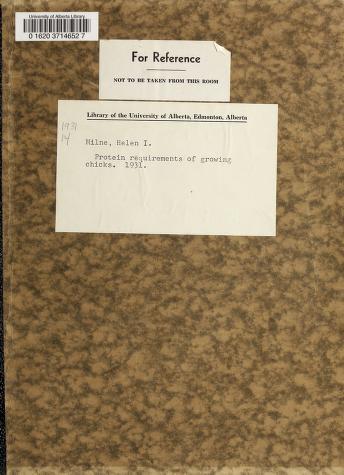 University of Alberta Library
0 1620 3714652 7
For Reference
NOT TO BE TAKEN FROM THIS ROOM
Library of the University of Alberta, Edmonton, Alberta
1931
14
Milne, Helen I.
Protein requirements of growing
chicks. 1931.